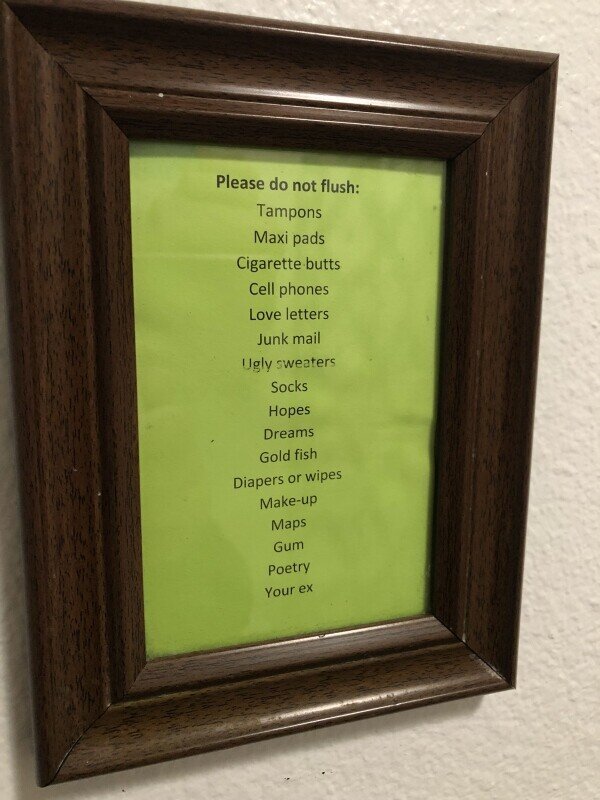 Please do not flush:
Tampons
Maxi pads
Cigarette butts
Cell phones
Love letters
Junk mail
Ugly sweaters
Socks
Hopes
Dreams
Gold fish
Diapers or wipes
Make-up
Maps
Gum
Poetry
Your ex